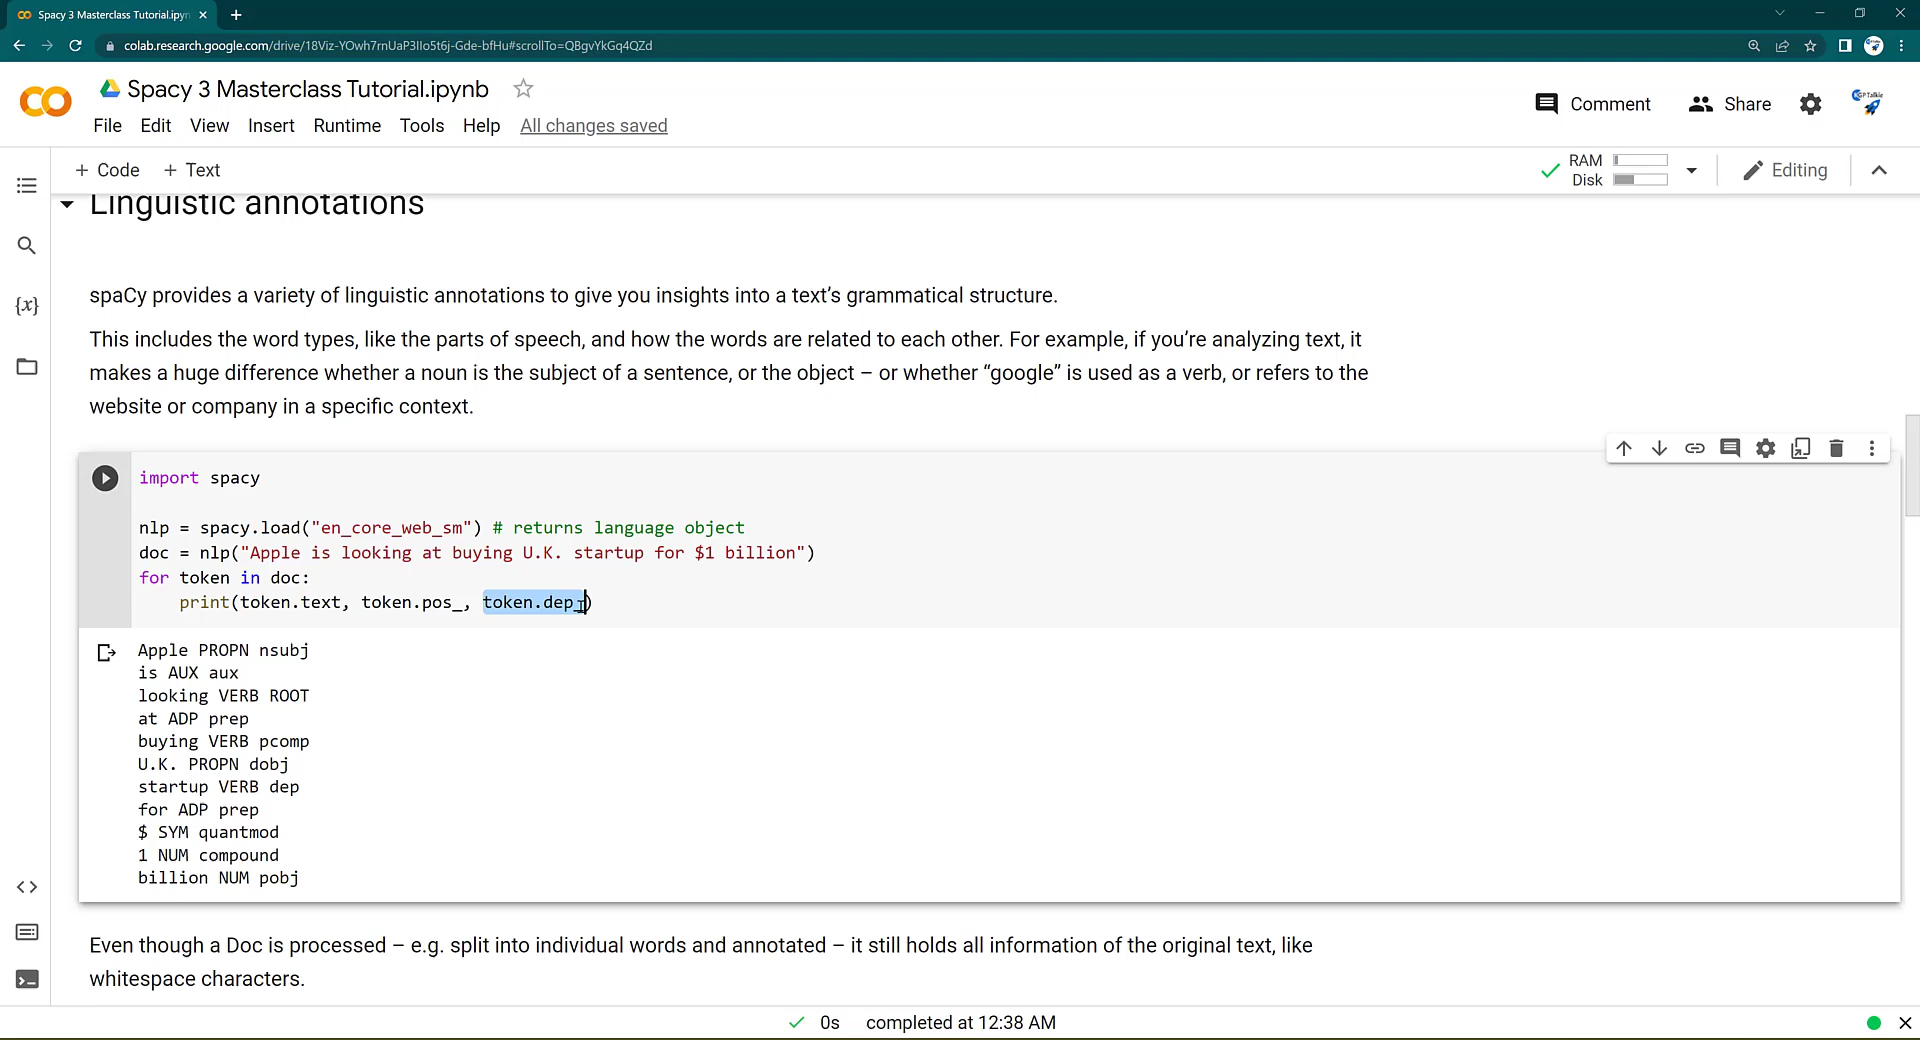 Spacy 3 Masterclass Tutorial.ipyn
colab.research.google.com/drive/18Viz-YOwh7rnUaP3IIo5t6j-Gde-bfHu#scrollTo=QBgvYkGq4QZd
Spacy 3 Masterclass Tutorial.ipynb
Comment
Share
KGP Talkie
File Edit View Insert Runtime Tools Help All changes saved
+ Code + Text
RAM
Disk
Editing
Linguistic annotations
spaCy provides a variety of linguistic annotations to give you insights into a text’s grammatical structure.
This includes the word types, like the parts of speech, and how the words are related to each other. For example, if you’re analyzing text, it
makes a huge difference whether a noun is the subject of a sentence, or the object – or whether “google” is used as a verb, or refers to the
website or company in a specific context.
import spacy
nlp = spacy.load("en_core_web_sm") # returns language object
doc = nlp("Apple is looking at buying U.K. startup for $1 billion")
for token in doc:
print(token.text, token.pos_, token.dep_)
Apple PROPN nsubj
is AUX aux
looking VERB ROOT
at ADP prep
buying VERB pcomp
U.K. PROPN dobj
startup VERB dep
for ADP prep
$ SYM quantmod
1 NUM compound
billion NUM pobj
Even though a Doc is processed – e.g. split into individual words and annotated – it still holds all information of the original text, like
whitespace characters.
0s completed at 12:38 AM